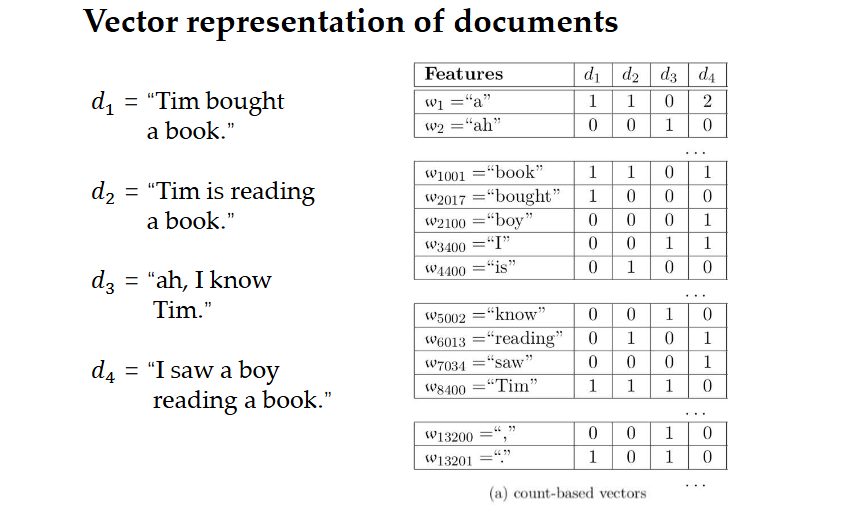 Vector representation of documents
d₁ = “Tim bought
a book.”
d₂ = “Tim is reading
a book.”
d₃ = “ah, I know
Tim.”
d₄ = “I saw a boy
reading a book.”
Features d₁ d₂ d₃ d₄
w₁ =“a” 1 1 0 2
w₂ =“ah” 0 0 1 0
...
w₁₀₀₁ =“book” 1 1 0 1
w₂₀₁₇ =“bought” 1 0 0 0
w₂₁₀₀ =“boy” 0 0 0 1
w₃₄₀₀ =“I” 0 0 1 1
w₄₄₀₀ =“is” 0 1 0 0
...
w₅₀₀₂ =“know” 0 0 1 0
w₆₀₁₃ =“reading” 0 1 0 1
w₇₀₃₄ =“saw” 0 0 0 1
w₈₄₀₀ =“Tim” 1 1 1 0
...
w₁₃₂₀₀ =“,” 0 0 1 0
w₁₃₂₀₁ =“.” 1 0 1 0
...
(a) count-based vectors